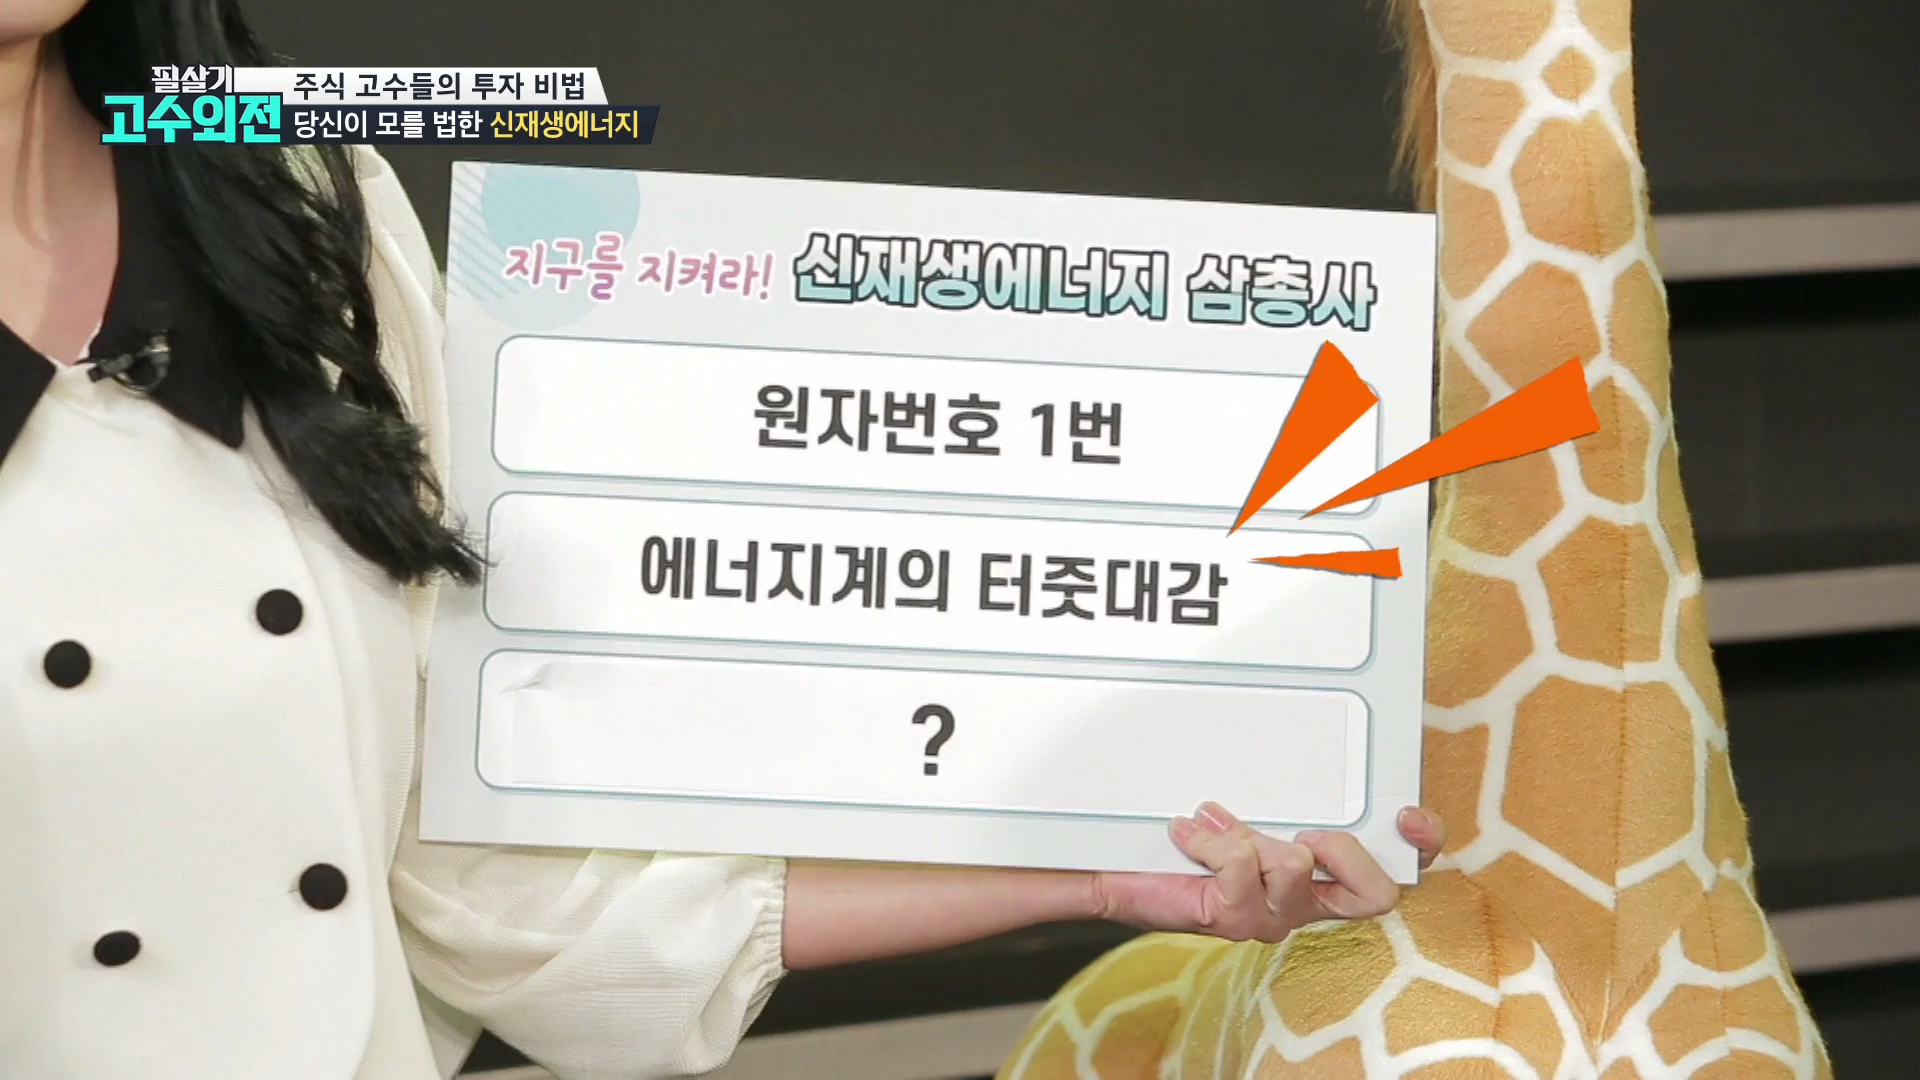 필살기
고수외전
주식 고수들의 투자 비법
당신이 모를 법한 신재생에너지
지구를 지켜라! 신재생에너지 삼총사
원자번호 1번
에너지계의 터줏대감
?